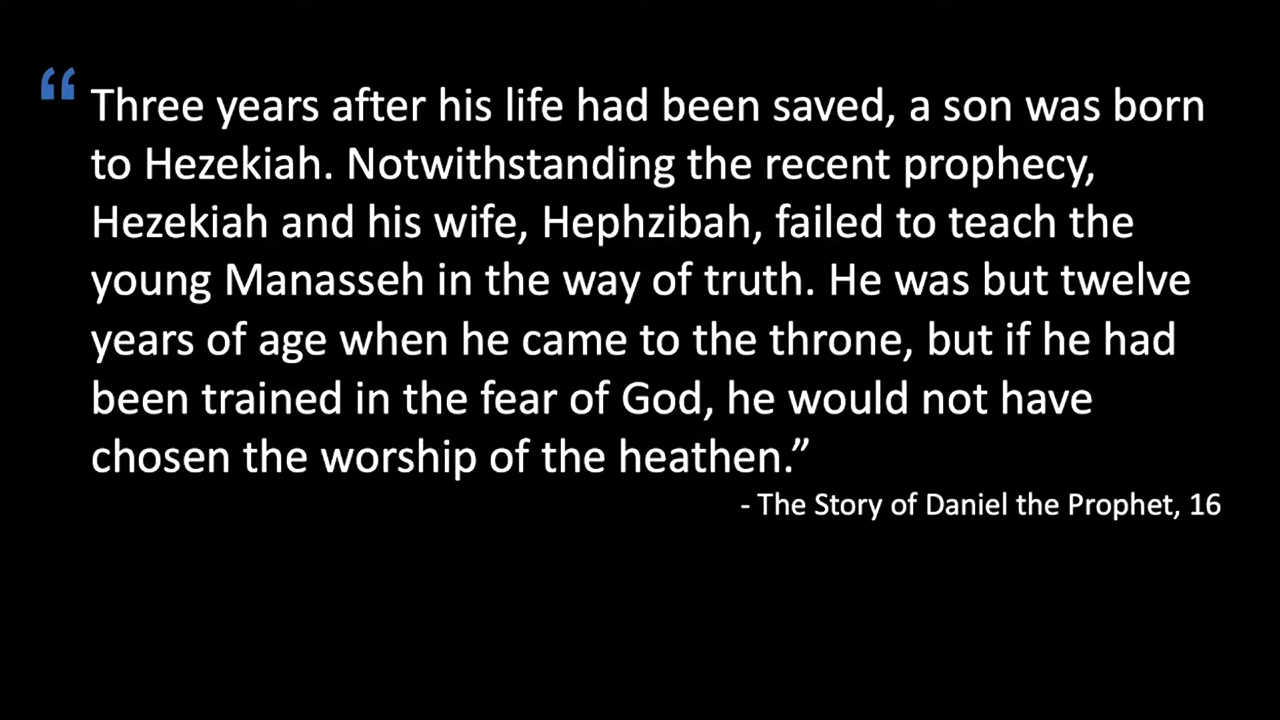 “Three years after his life had been saved, a son was born
to Hezekiah. Notwithstanding the recent prophecy,
Hezekiah and his wife, Hephzibah, failed to teach the
young Manasseh in the way of truth. He was but twelve
years of age when he came to the throne, but if he had
been trained in the fear of God, he would not have
chosen the worship of the heathen.”
- The Story of Daniel the Prophet, 16